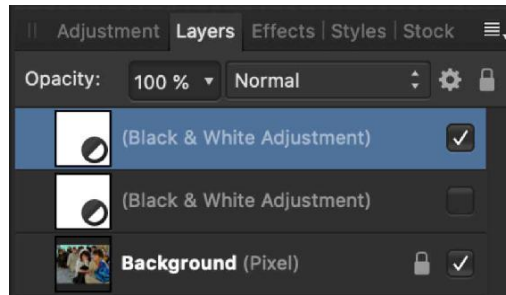 Adjustment Layers Effects | Styles | Stock
Opacity: 100 % Normal
(Black & White Adjustment)
(Black & White Adjustment)
Background (Pixel)